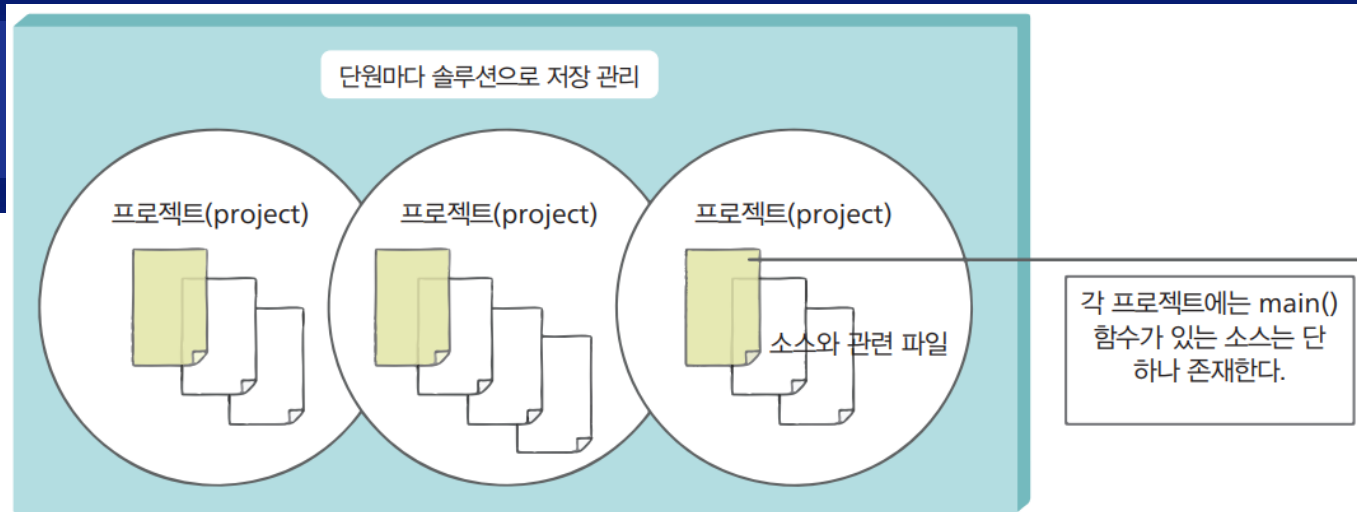 단원마다 솔루션으로 저장 관리
프로젝트(project)
프로젝트(project)
프로젝트(project)
소스와 관련 파일
각 프로젝트에는 main()
함수가 있는 소스는 단
하나 존재한다.